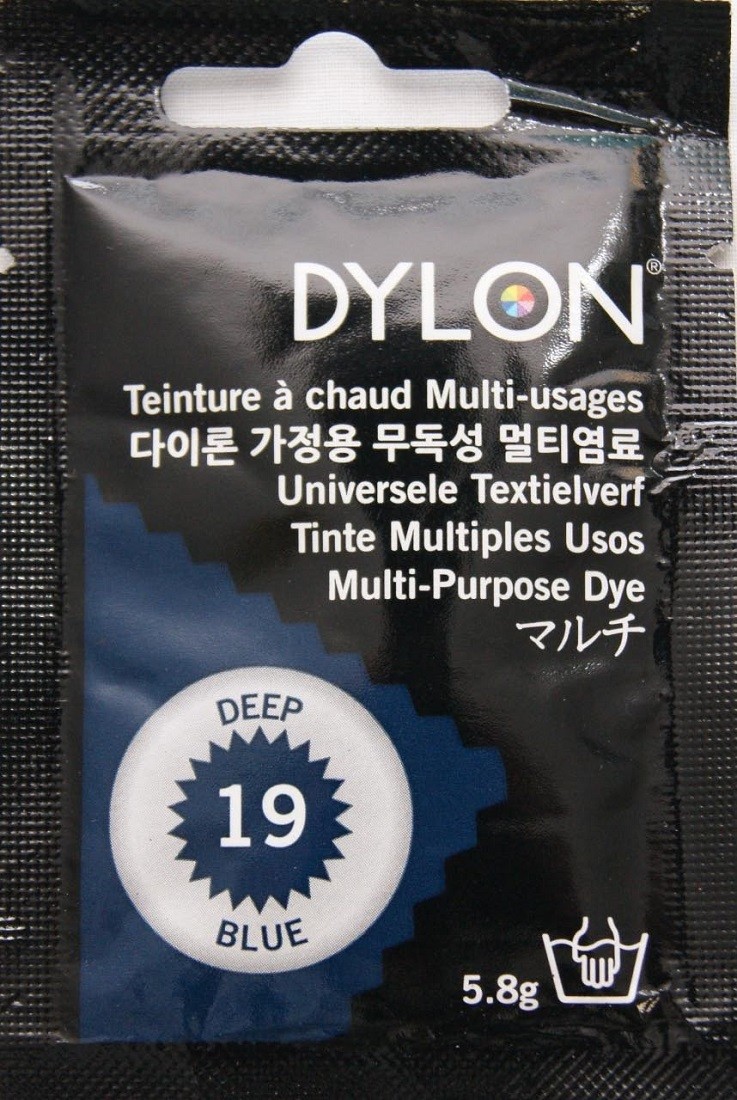 DYLON®
Teinture à chaud Multi-usages
다이론 가정용 무독성 멀티염료
Universele Textielverf
Tinte Multiples Usos
Multi-Purpose Dye
マルチ
DEEP
19
BLUE
5.8g